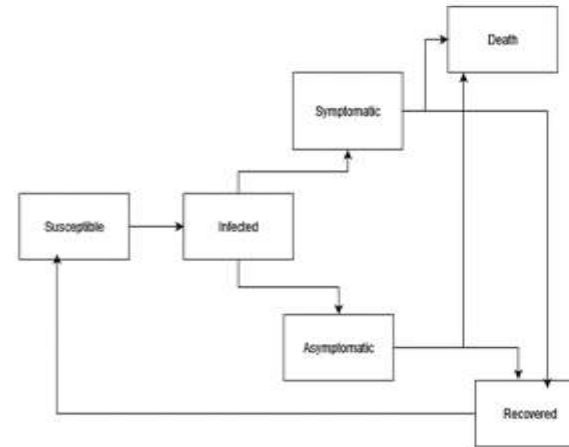 Death
Symptomatic
Susceptible
Infected
Asymptomatic
Recovered